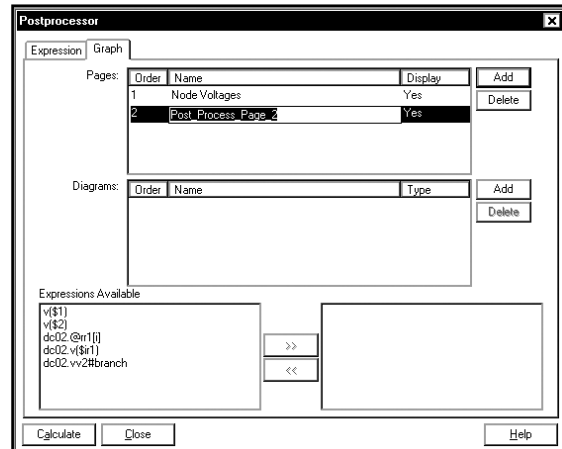 Postprocessor
Expression Graph
Pages:
Order Name Display
1 Node Voltages Yes
2 Post_Process_Page_2 Yes
Add
Delete
Diagrams:
Order Name Type
Add
Delete
Expressions Available
v($1)
v($2)
dc02.@rr1[i]
dc02.v($ir1)
dc02.vv2#branch
>>
<<
Calculate Close Help